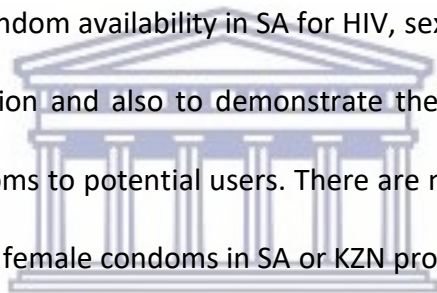 ndom availability in SA for HIV, sex
ion and also to demonstrate the
oms to potential users. There are
female condoms in SA or KZN pro